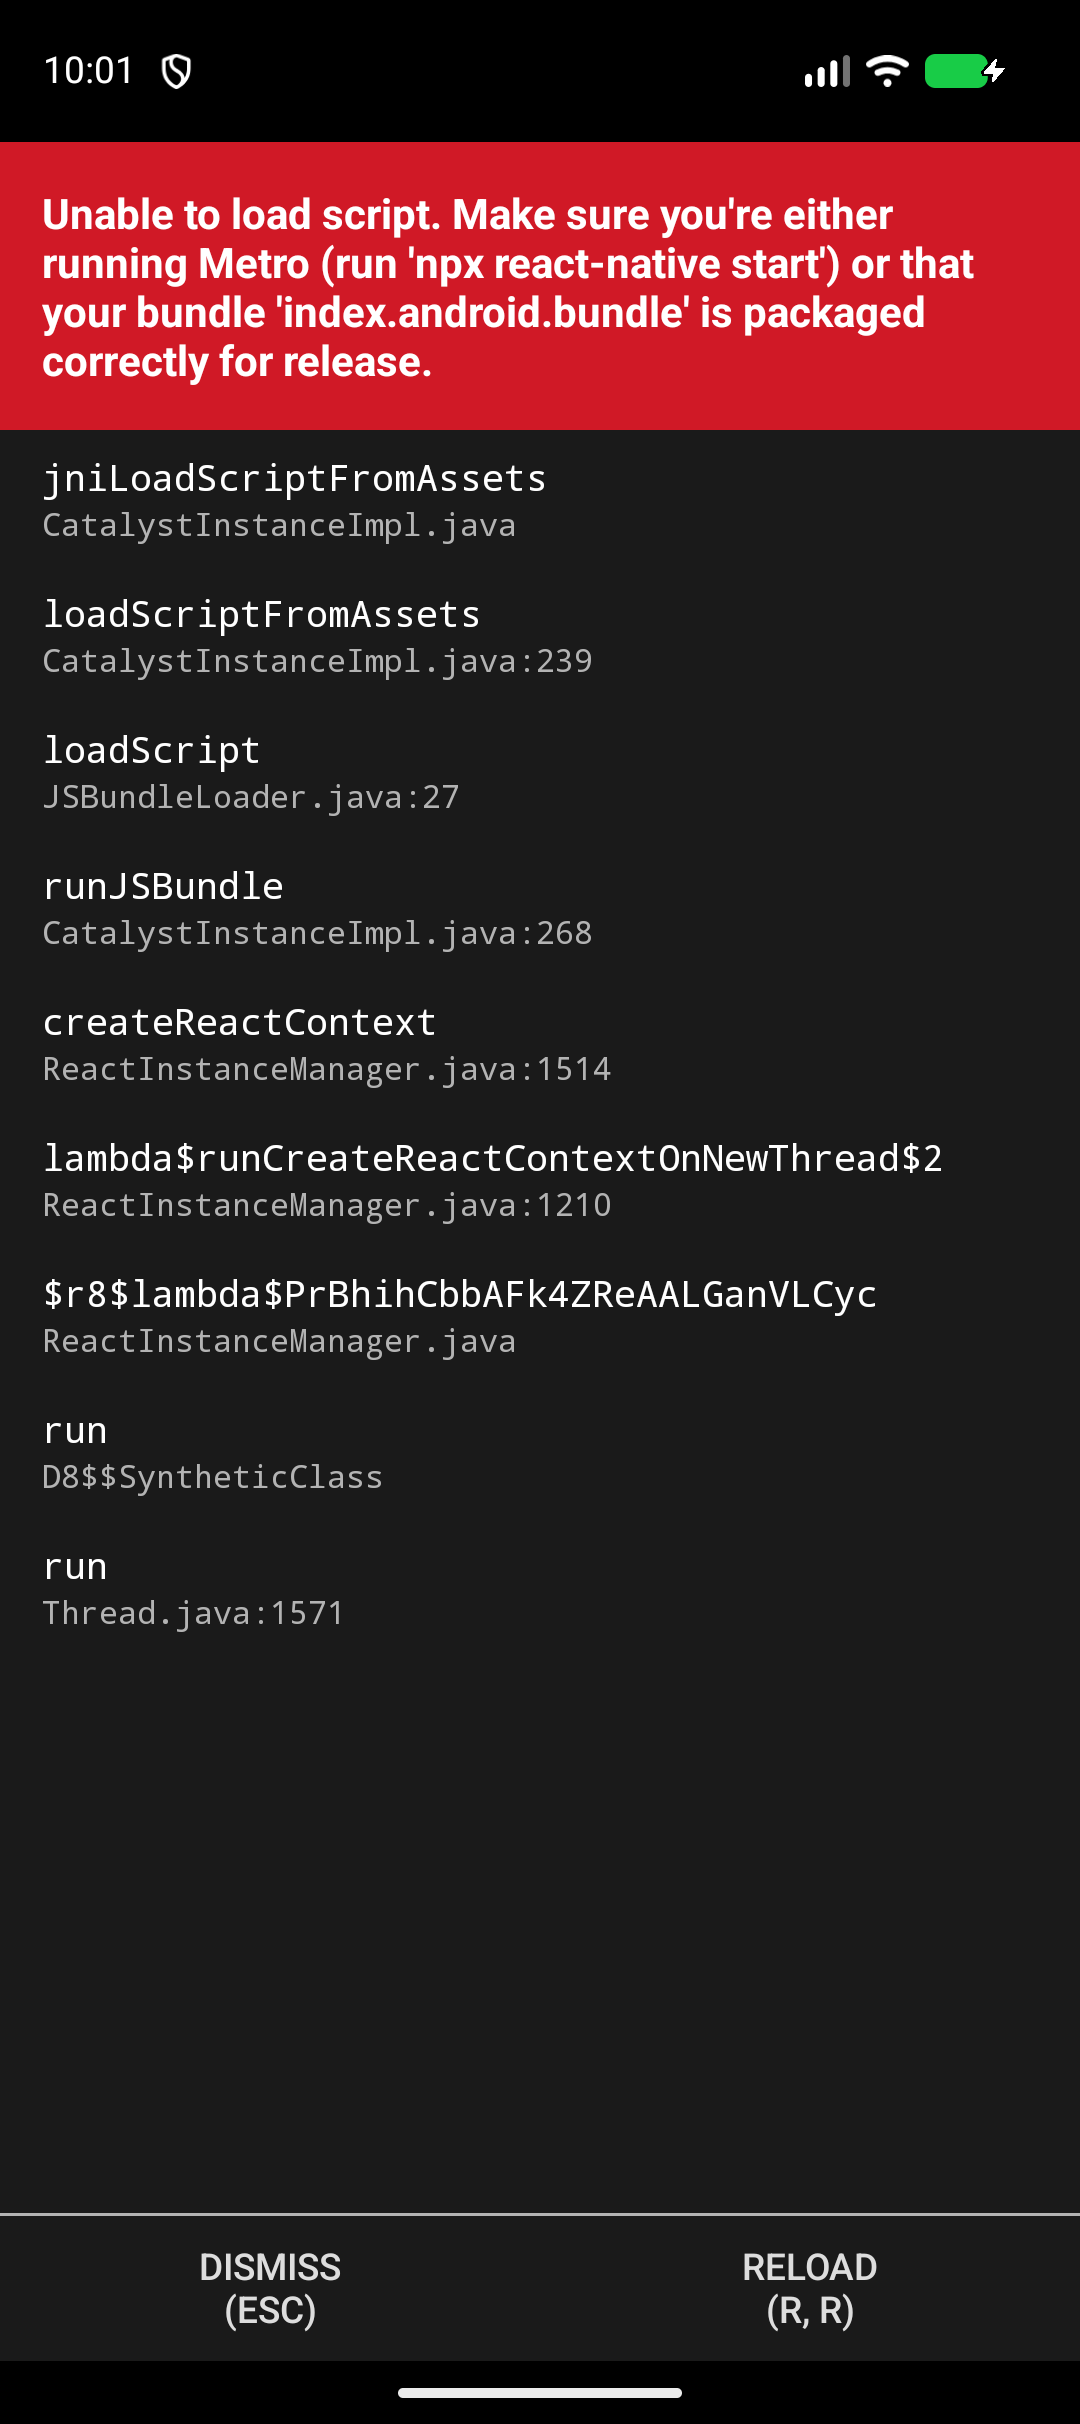 10:01
Unable to load script. Make sure you're either
running Metro (run 'npx react-native start') or that
your bundle 'index.android.bundle' is packaged
correctly for release.
jniLoadScriptFromAssets
CatalystInstanceImpl.java
loadScriptFromAssets
CatalystInstanceImpl.java:239
loadScript
JSBundleLoader.java:27
runJSBundle
CatalystInstanceImpl.java:268
createReactContext
ReactInstanceManager.java:1514
lambda$runCreateReactContextOnNewThread$2
ReactInstanceManager.java:1210
$r8$lambda$PrBhihCbbAFk4ZReAALGanVLCyc
ReactInstanceManager.java
run
D8$$SyntheticClass
run
Thread.java:1571
DISMISS
(ESC)
RELOAD
(R, R)